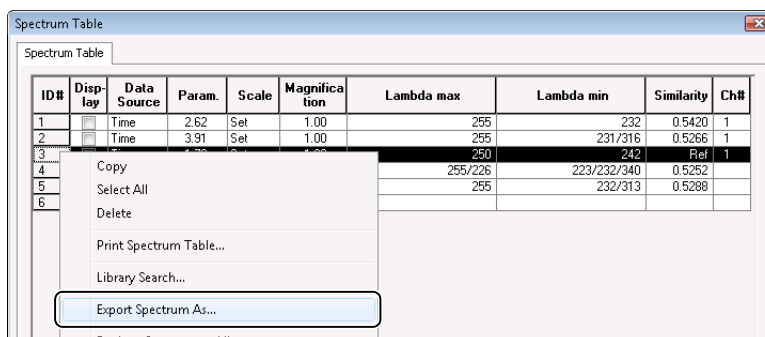 Spectrum Table
Spectrum Table
ID# Disp-lay Data Source Param. Scale Magnification Lambda max Lambda min Similarity Ch#
1 Time 2.62 Set 1.00 255 232 0.5420 1
2 Time 3.91 Set 1.00 255 231/316 0.5266 1
3 250 242 Ref 1
4 255/226 223/232/340 0.5252
5 255 232/313 0.5288
6
Copy
Select All
Delete
Print Spectrum Table...
Library Search...
Export Spectrum As...